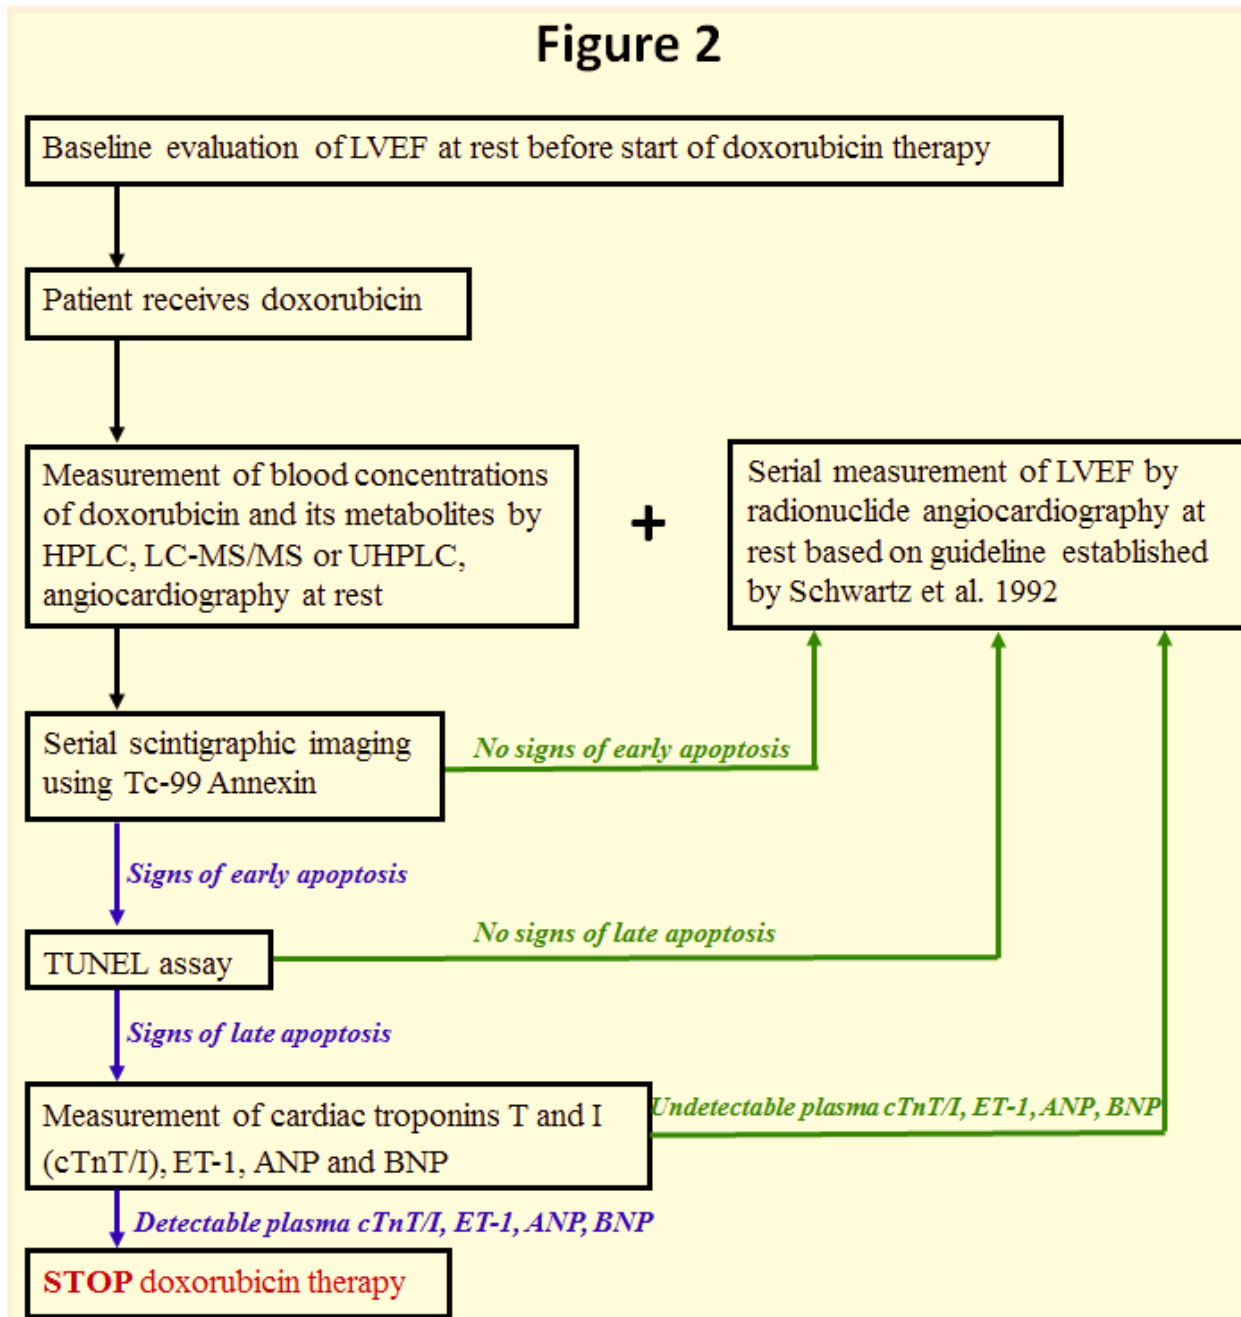 Figure 2
Baseline evaluation of LVEF at rest before start of doxorubicin therapy
Patient receives doxorubicin
Measurement of blood concentrations
of doxorubicin and its metabolites by
HPLC, LC-MS/MS or UHPLC,
angiocardiography at rest
+
Serial measurement of LVEF by
radionuclide angiocardiography at
rest based on guideline established
by Schwartz et al. 1992
Serial scintigraphic imaging
using Tc-99 Annexin
No signs of early apoptosis
Signs of early apoptosis
TUNEL assay
No signs of late apoptosis
Signs of late apoptosis
Measurement of cardiac troponins T and I
(cTnT/I), ET-1, ANP and BNP
Undetectable plasma cTnT/I, ET-1, ANP, BNP
Detectable plasma cTnT/I, ET-1, ANP, BNP
STOP doxorubicin therapy